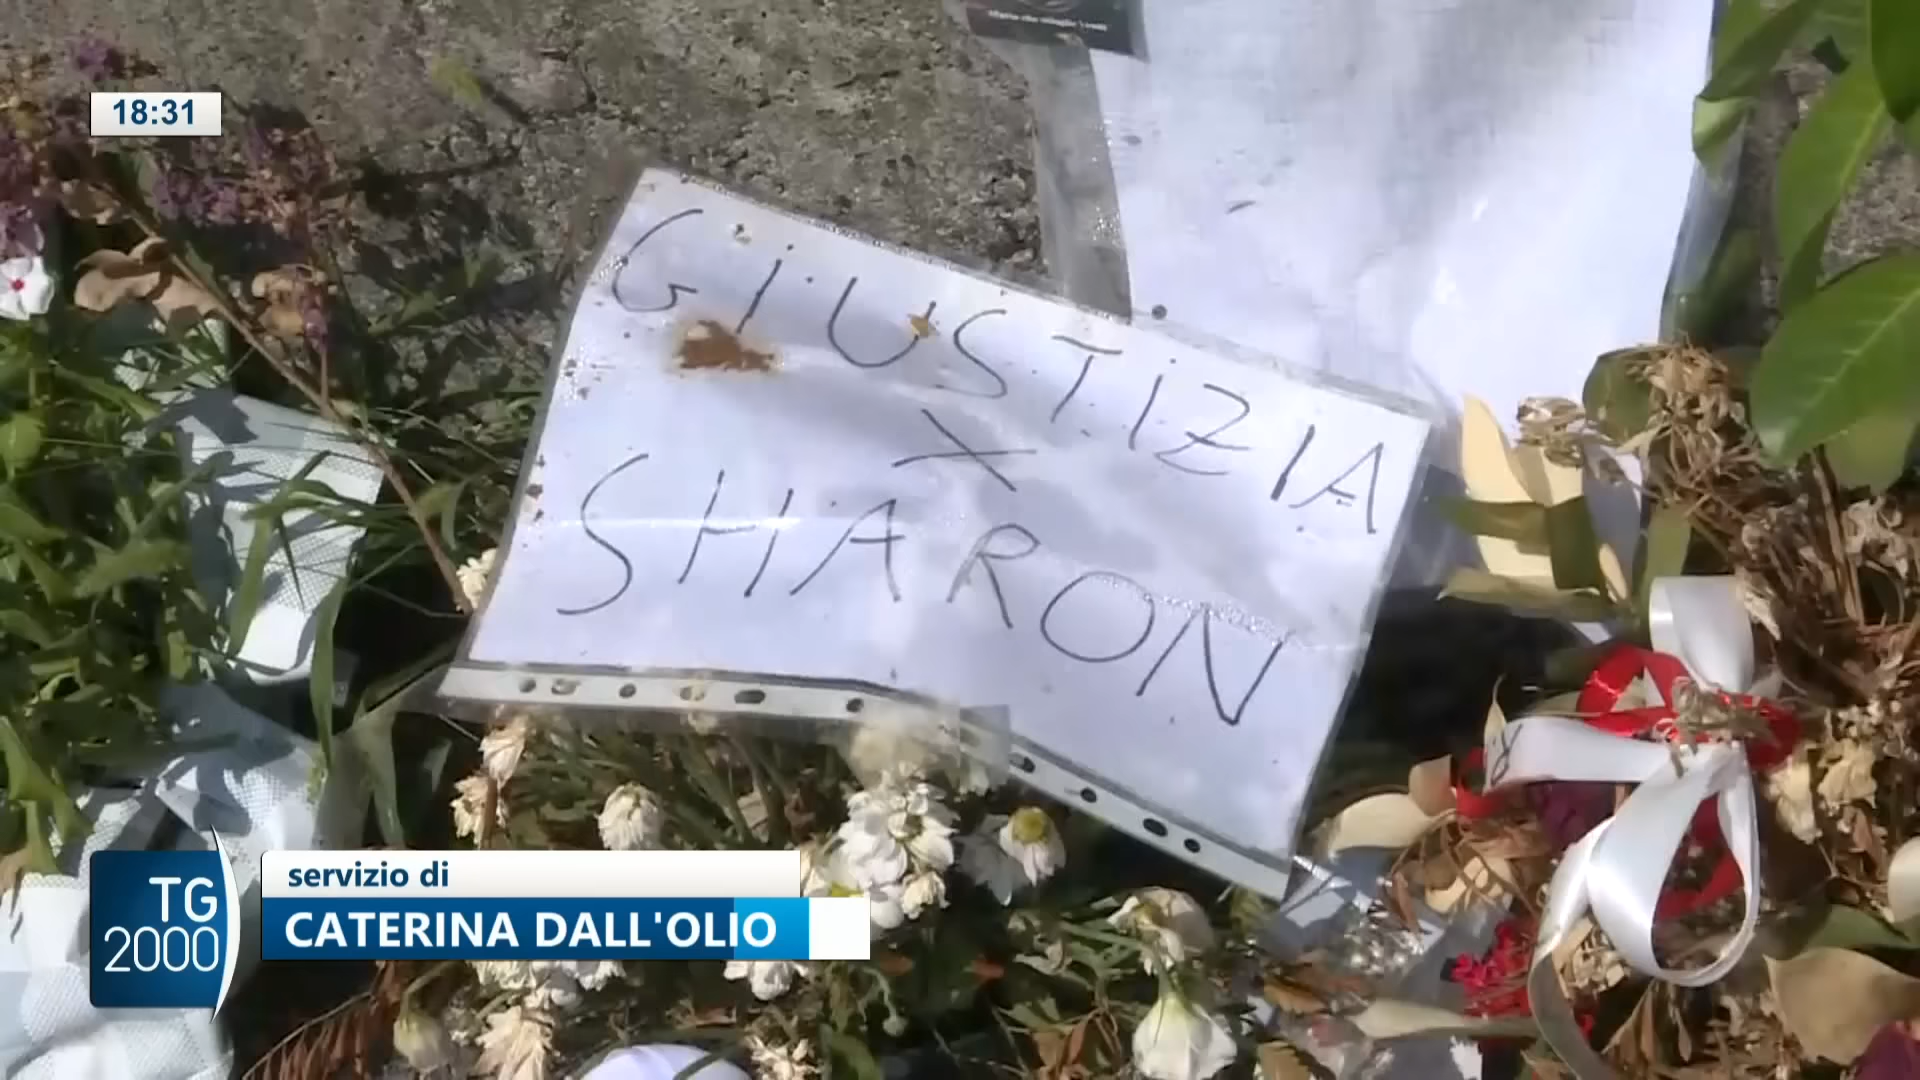 18:31
GIUSTIZIA
X
SHARON
servizio di
CATERINA DALL'OLIO
TG
2000